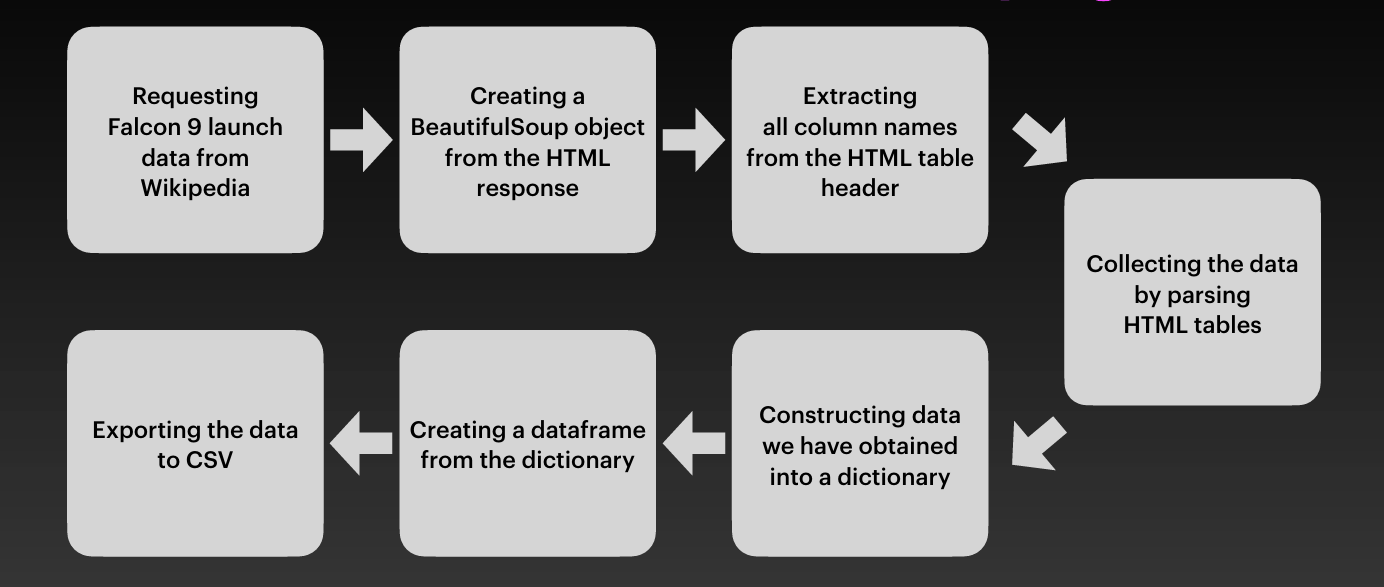 Requesting
Falcon 9 launch
data from
Wikipedia
Creating a
BeautifulSoup object
from the HTML
response
Extracting
all column names
from the HTML table
header
Collecting the data
by parsing
HTML tables
Constructing data
we have obtained
into a dictionary
Creating a dataframe
from the dictionary
Exporting the data
to CSV